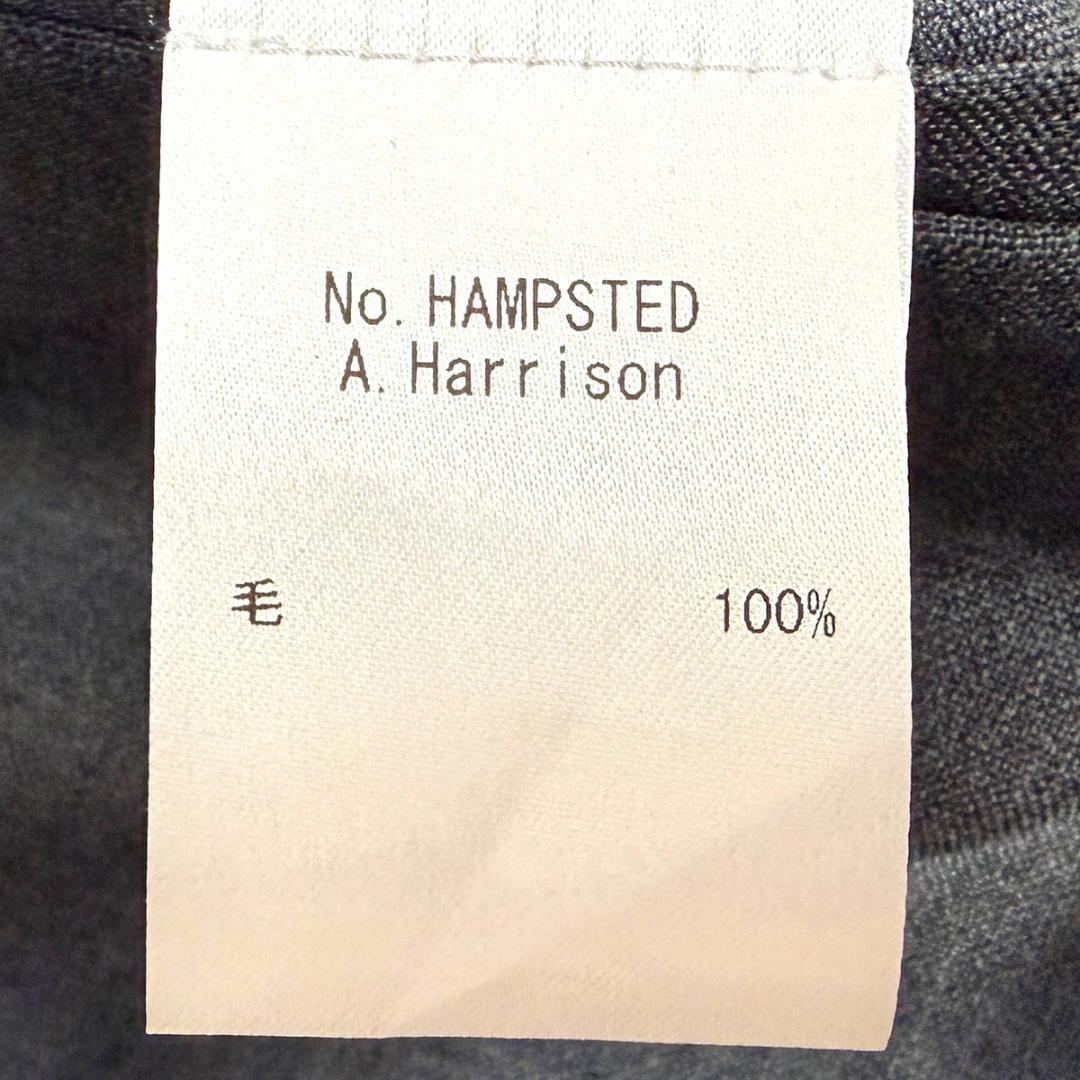 No. HAMPSTED
A. Harrison
毛 100%